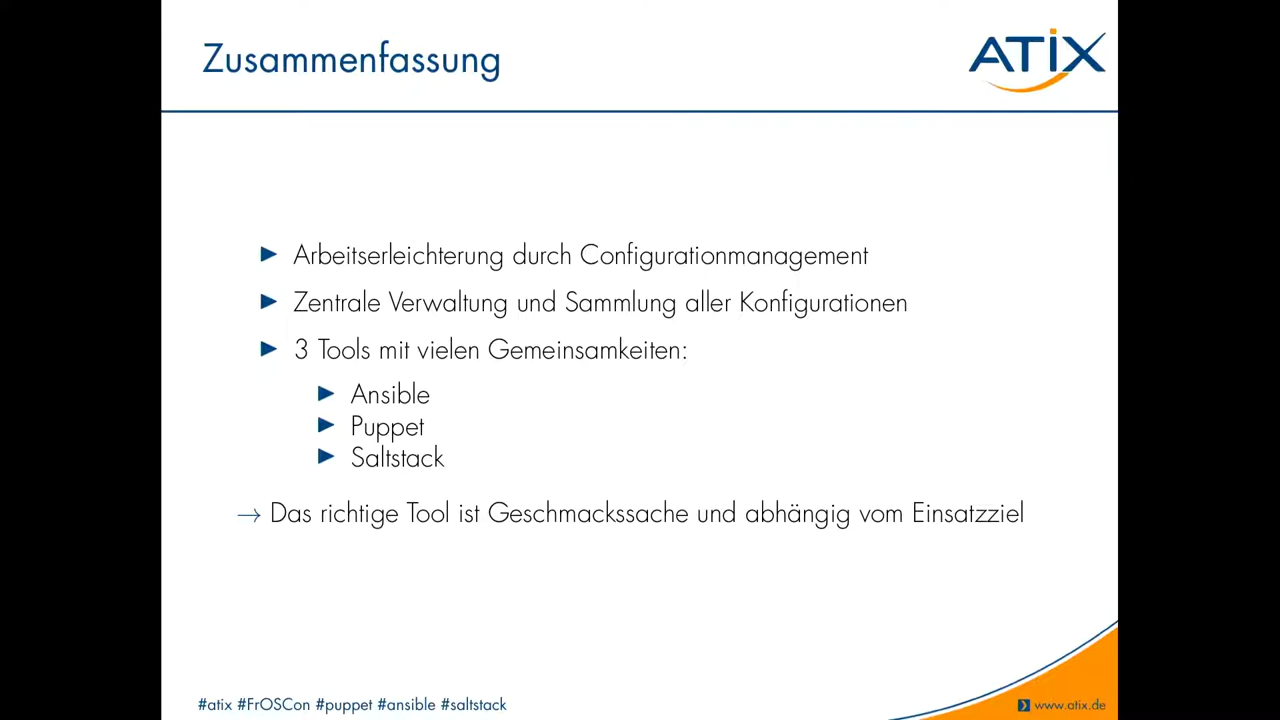 Zusammenfassung
ATIX
► Arbeitserleichterung durch Configurationmanagement
► Zentrale Verwaltung und Sammlung aller Konfigurationen
► 3 Tools mit vielen Gemeinsamkeiten:
► Ansible
► Puppet
► Saltstack
→ Das richtige Tool ist Geschmackssache und abhängig vom Einsatzziel
#atix #FrOSCon #puppet #ansible #saltstack
www.atix.de